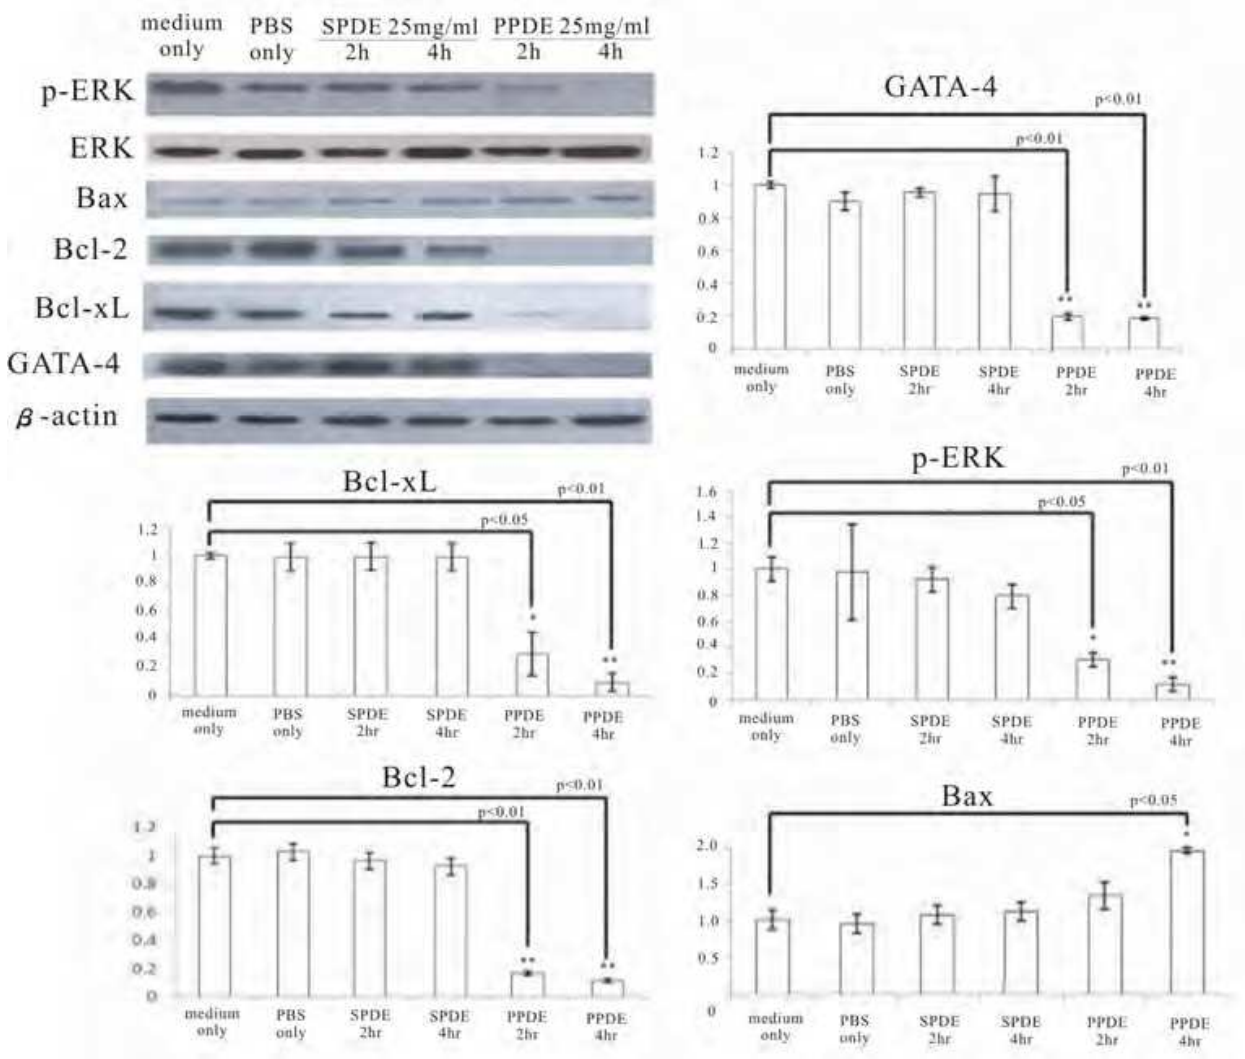 medium only
PBS only
SPDE 25mg/ml
PPDE 25mg/ml
2h 4h 2h 4h
p-ERK
ERK
Bax
Bcl-2
Bcl-xL
GATA-4
β-actin
GATA-4
p<0.01
p<0.01
1.2
1
0.8
0.6
0.4
0.2
0
** **
medium only
PBS only
SPDE 2hr
SPDE 4hr
PPDE 2hr
PPDE 4hr
Bcl-xL
p<0.01
p<0.05
1.2
1
0.8
0.6
0.4
0.2
0
* **
medium only
PBS only
SPDE 2hr
SPDE 4hr
PPDE 2hr
PPDE 4hr
p-ERK
p<0.01
p<0.05
1.6
1.4
1.2
1
0.8
0.6
0.4
0.2
0
* **
medium only
PBS only
SPDE 2hr
SPDE 4hr
PPDE 2hr
PPDE 4hr
Bcl-2
p<0.01
p<0.01
1.2
1
0.8
0.6
0.4
0.2
0
** **
medium only
PBS only
SPDE 2hr
SPDE 4hr
PPDE 2hr
PPDE 4hr
Bax
p<0.05
2.0
1.5
1.0
0.5
0
*
medium only
PBS only
SPDE 2hr
SPDE 4hr
PPDE 2hr
PPDE 4hr